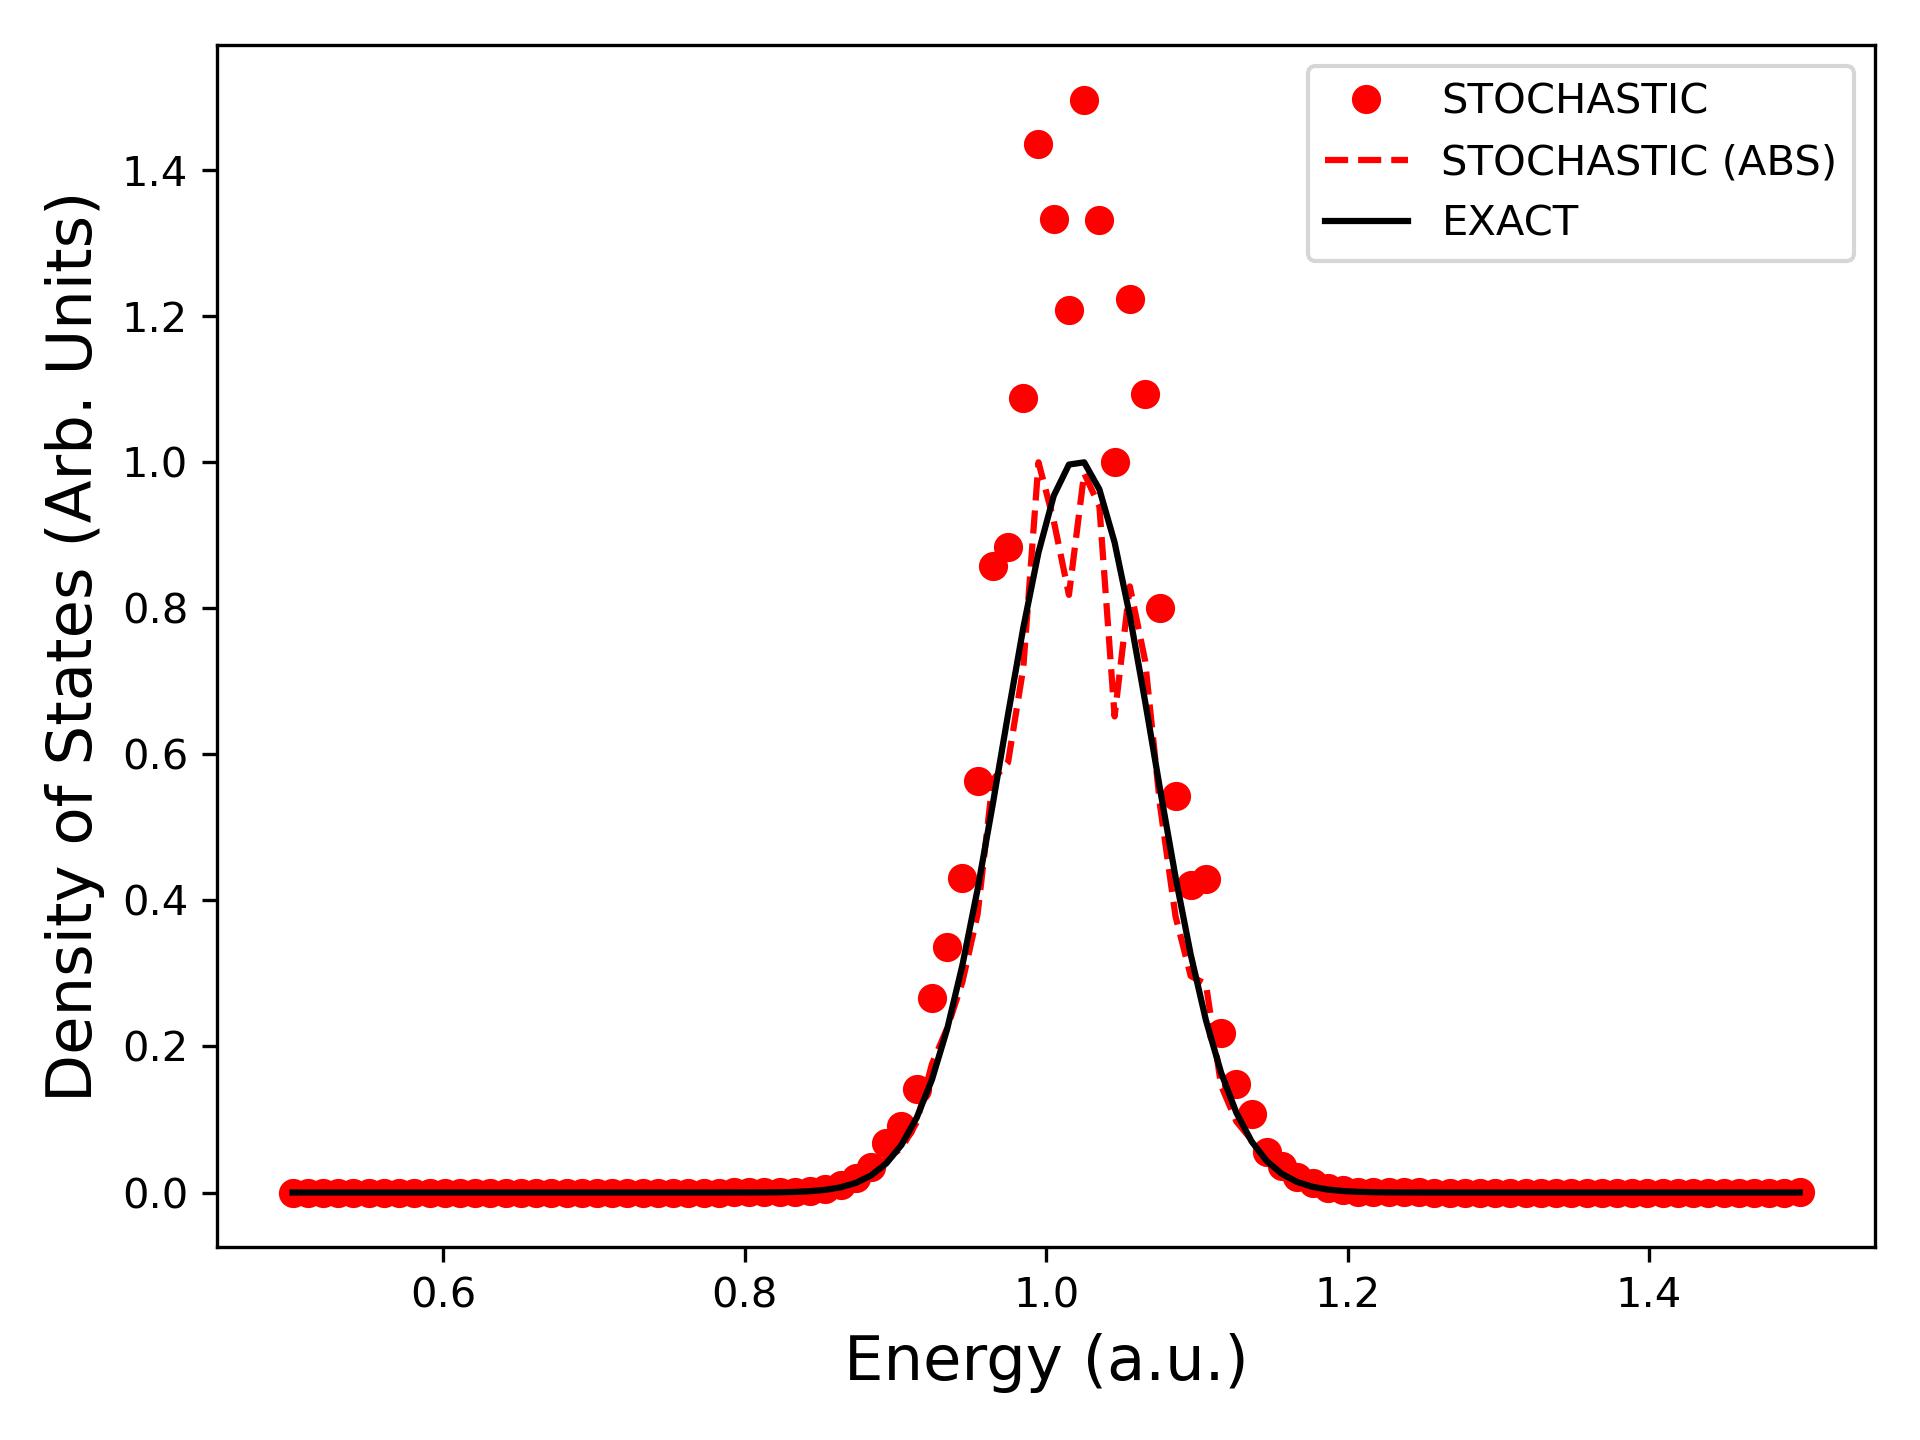 STOCHASTIC
STOCHASTIC (ABS)
EXACT
Density of States (Arb. Units)
1.4
1.2
1.0
0.8
0.6
0.4
0.2
0.0
0.6 0.8 1.0 1.2 1.4
Energy (a.u.)